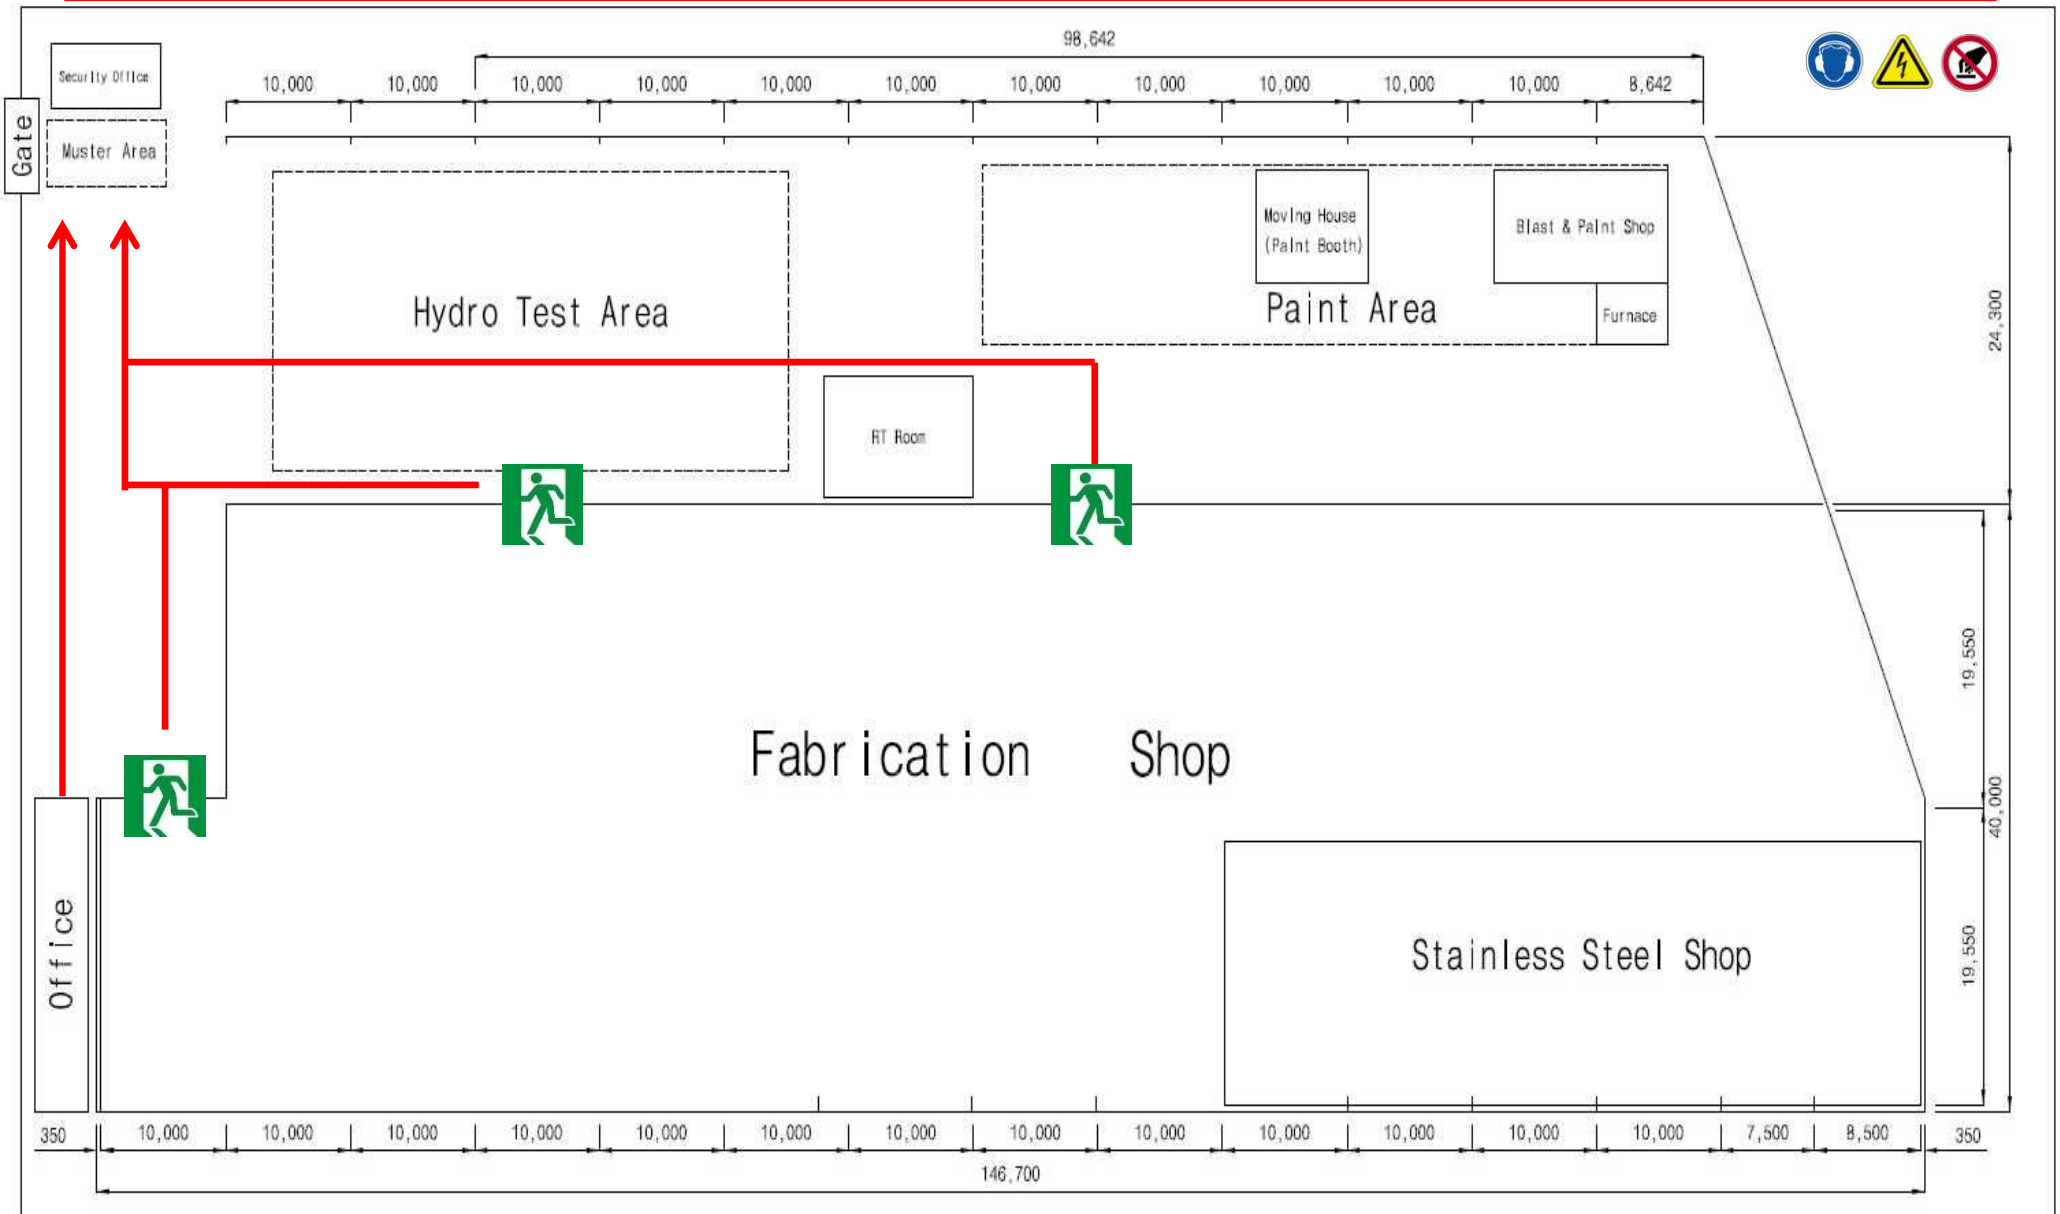 98,642
10,000 10,000 10,000 10,000 10,000 10,000 10,000 10,000 10,000 10,000 10,000 8,642
Security Office
Gate
Muster Area
Moving House
(Paint Booth)
Blast & Paint Shop
Hydro Test Area
Paint Area
Furnace
24,300
RT Room
19,550
Fabrication Shop
40,000
Office
Stainless Steel Shop
19,550
350 10,000 10,000 10,000 10,000 10,000 10,000 10,000 10,000 10,000 10,000 10,000 10,000 10,000 7,500 8,500 350
146,700